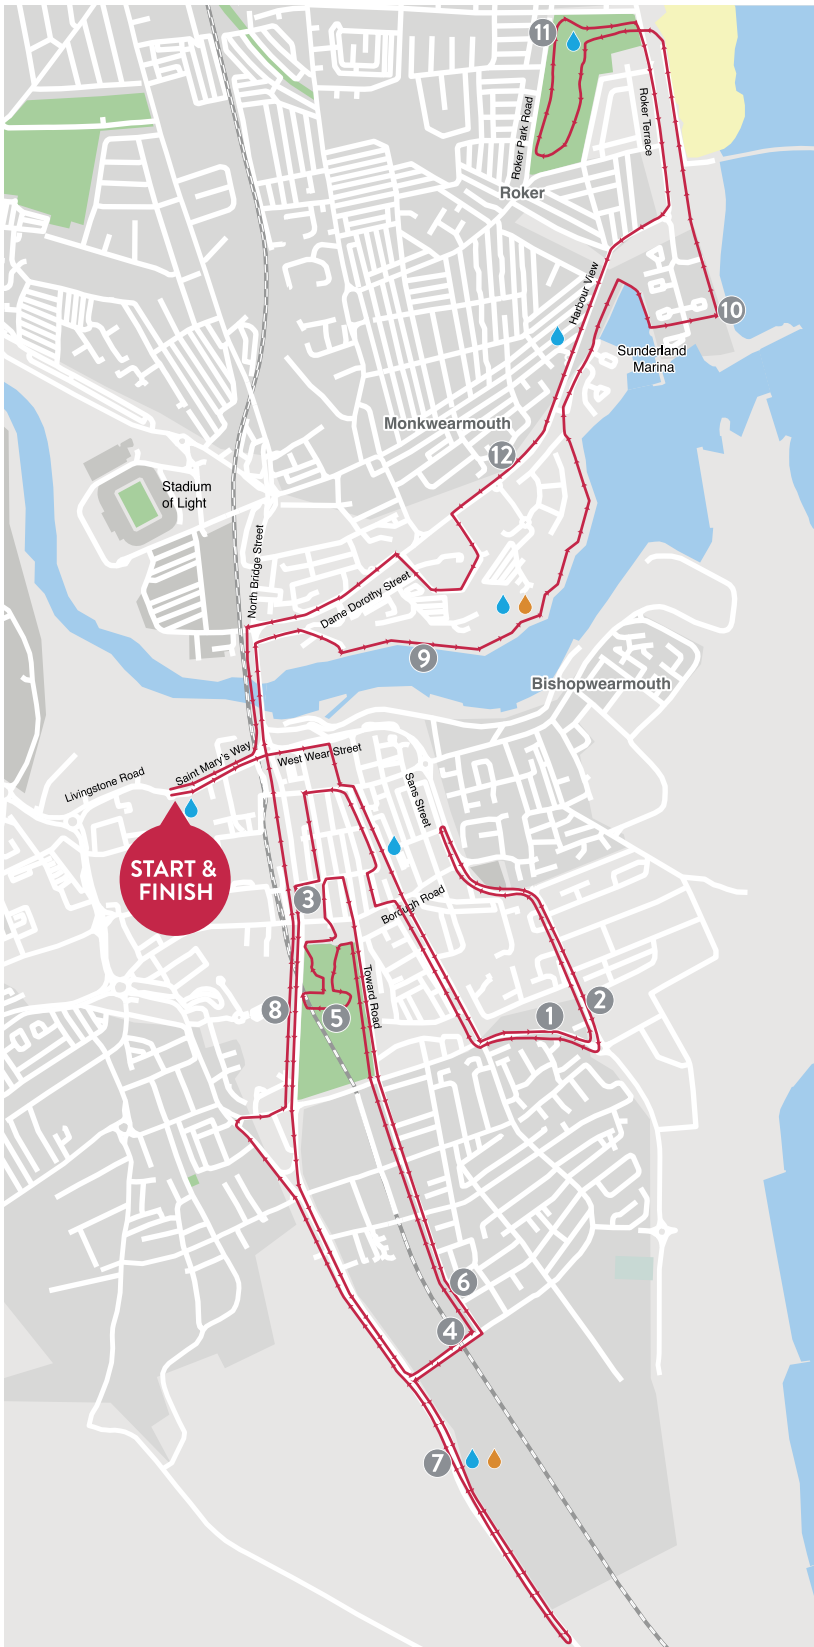 11
Roker Park Road
Roker Terrace
Roker
Harbour View
10
Sunderland
Marina
Monkwearmouth
12
Stadium
of Light
North Bridge Street
Dame Dorothy Street
9
Bishopwearmouth
Saint Mary's Way
West Wear Street
Livingstone Road
Sans Street
START &
FINISH
3
Borough Road
Toward Road
8
5
1
2
6
4
7